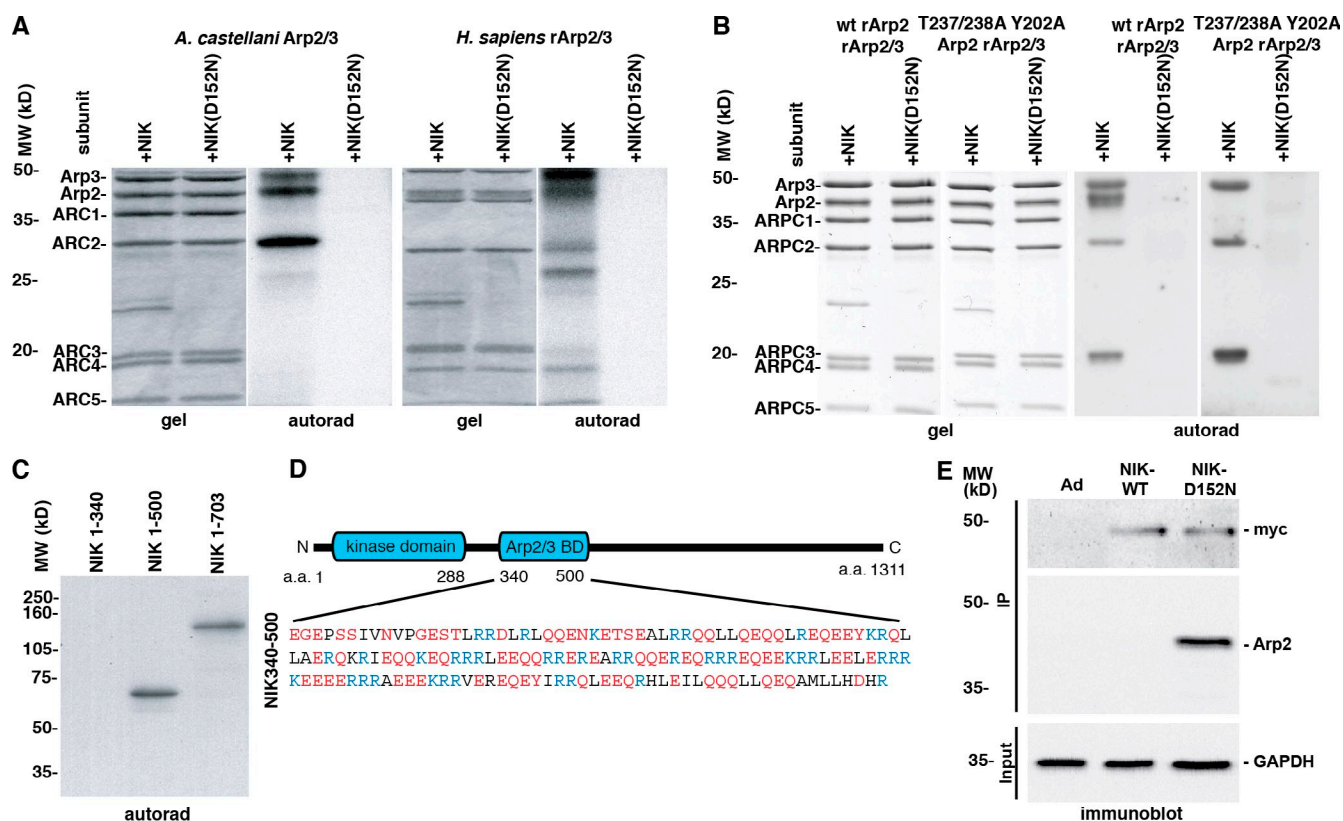 A
A. castellani Arp2/3
H. sapiens rArp2/3
MW (kD)
subunit
+NIK
+NIK(D152N)
+NIK
+NIK(D152N)
+NIK
+NIK(D152N)
+NIK
+NIK(D152N)
50-
35-
25-
20-
Arp3-
Arp2-
ARC1-
ARC2-
ARC3-
ARC4-
ARC5-
gel
autorad
gel
autorad
B
wt rArp2
rArp2/3
T237/238A Y202A
Arp2 rArp2/3
wt rArp2
rArp2/3
T237/238A Y202A
Arp2 rArp2/3
MW (kD)
subunit
+NIK
+NIK(D152N)
+NIK
+NIK(D152N)
+NIK
+NIK(D152N)
+NIK
+NIK(D152N)
50-
35-
25-
20-
Arp3-
Arp2-
ARPC1-
ARPC2-
ARPC3-
ARPC4-
ARPC5-
gel
autorad
C
MW (kD)
NIK 1-340
NIK 1-500
NIK 1-703
250-
160-
105-
75-
50-
35-
autorad
D
N
kinase domain
Arp2/3 BD
C
a.a. 1
288
340
500
a.a. 1311
NIK340-500
EGEPSSIVNVPGESTLRRDLRLQQENKETSEALRRQQLLQEQQLREQEEYKRQL
LAERQKRIEQQKEQRRRLEEQQRREREARRQQEREQRRREQEEKRRLEELERRR
KEEEERRRAEEEKRRVEREQEYIRRQLEEQRHLEILQQQLLQEQAMLLHDHR
E
MW
(kD)
Ad
NIK-
WT
NIK-
D152N
50-
- myc
50-
IP
- Arp2
35-
35-
Input
- GAPDH
immunoblot